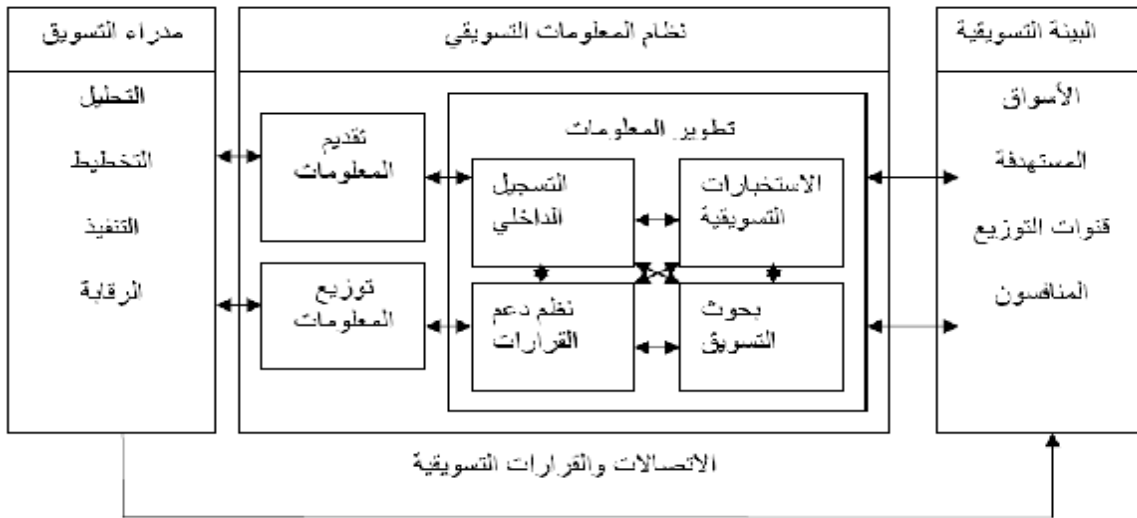 البيئة التسويقية
الأسواق
المستهدفة
قنوات التوزيع
المنافسون
نظام المعلومات التسويقي
تطوير المعلومات
الاستخبارات
التسويقية
التسجيل
الداخلي
بحوث
التسويق
نظم دعم
القرارات
تقديم
المعلومات
توزيع
المعلومات
مدراء التسويق
التحليل
التخطيط
التنفيذ
الرقابة
الاتصالات والقرارات التسويقية